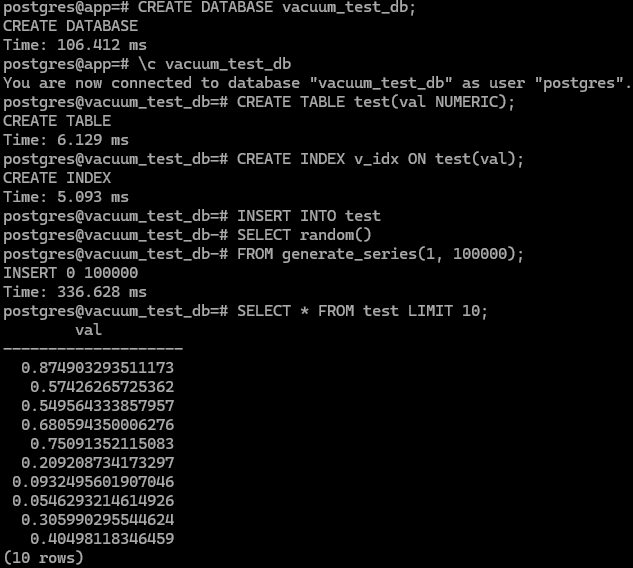 postgres@app=# CREATE DATABASE vacuum_test_db;
CREATE DATABASE
Time: 106.412 ms
postgres@app=# \c vacuum_test_db
You are now connected to database "vacuum_test_db" as user "postgres".
postgres@vacuum_test_db=# CREATE TABLE test(val NUMERIC);
CREATE TABLE
Time: 6.129 ms
postgres@vacuum_test_db=# CREATE INDEX v_idx ON test(val);
CREATE INDEX
Time: 5.093 ms
postgres@vacuum_test_db=# INSERT INTO test
postgres@vacuum_test_db-# SELECT random()
postgres@vacuum_test_db-# FROM generate_series(1, 100000);
INSERT 0 100000
Time: 336.628 ms
postgres@vacuum_test_db=# SELECT * FROM test LIMIT 10;
        val
--------------------
  0.874903293511173
   0.57426265725362
  0.549564333857957
  0.680594350006276
   0.75091352115083
  0.209208734173297
 0.0932495601907046
 0.0546293214614926
  0.305990295544624
   0.40498118346459
(10 rows)